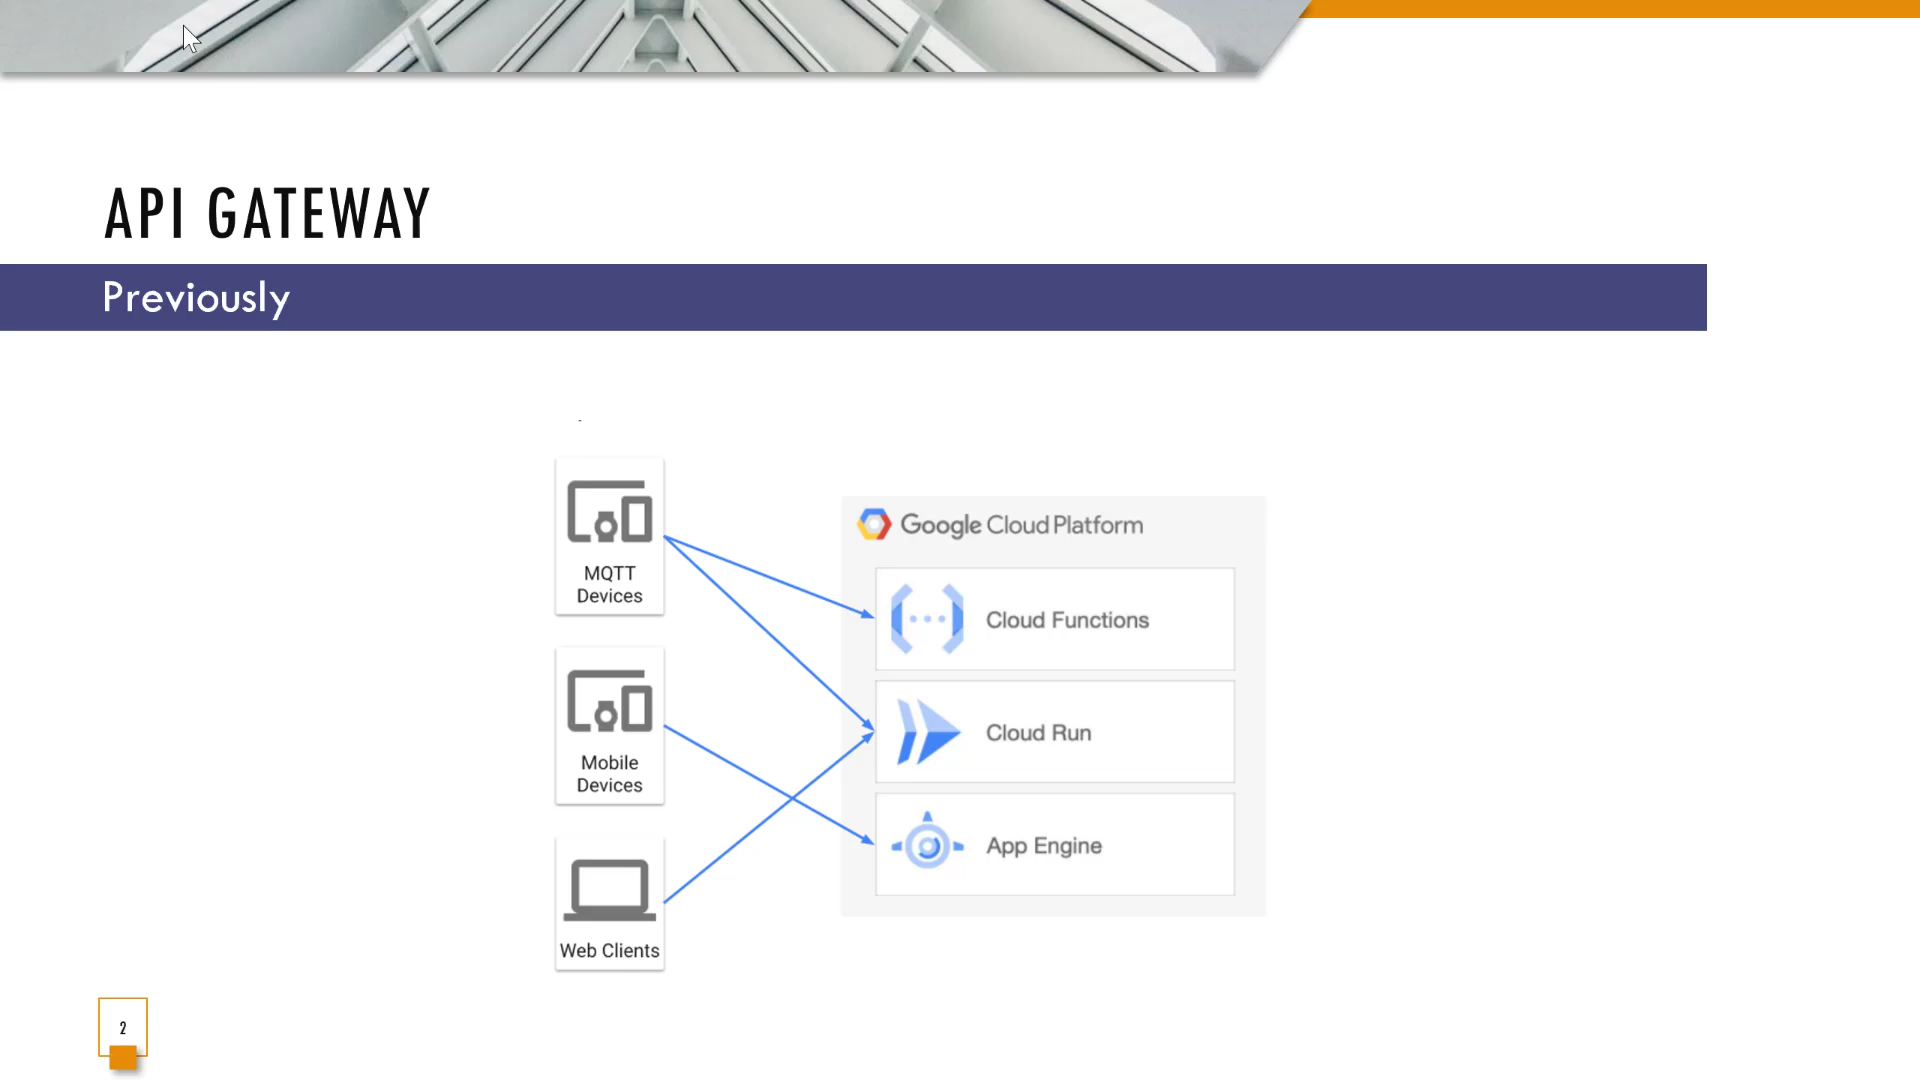 API GATEWAY
Previously
MQTT
Devices
Mobile
Devices
Web Clients
Google Cloud Platform
Cloud Functions
Cloud Run
App Engine
2